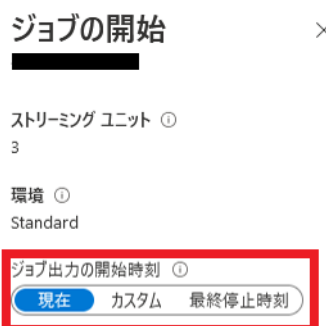 ジョブの開始
ストリーミング ユニット
3
環境
Standard
ジョブ出力の開始時刻
現在 カスタム 最終停止時刻